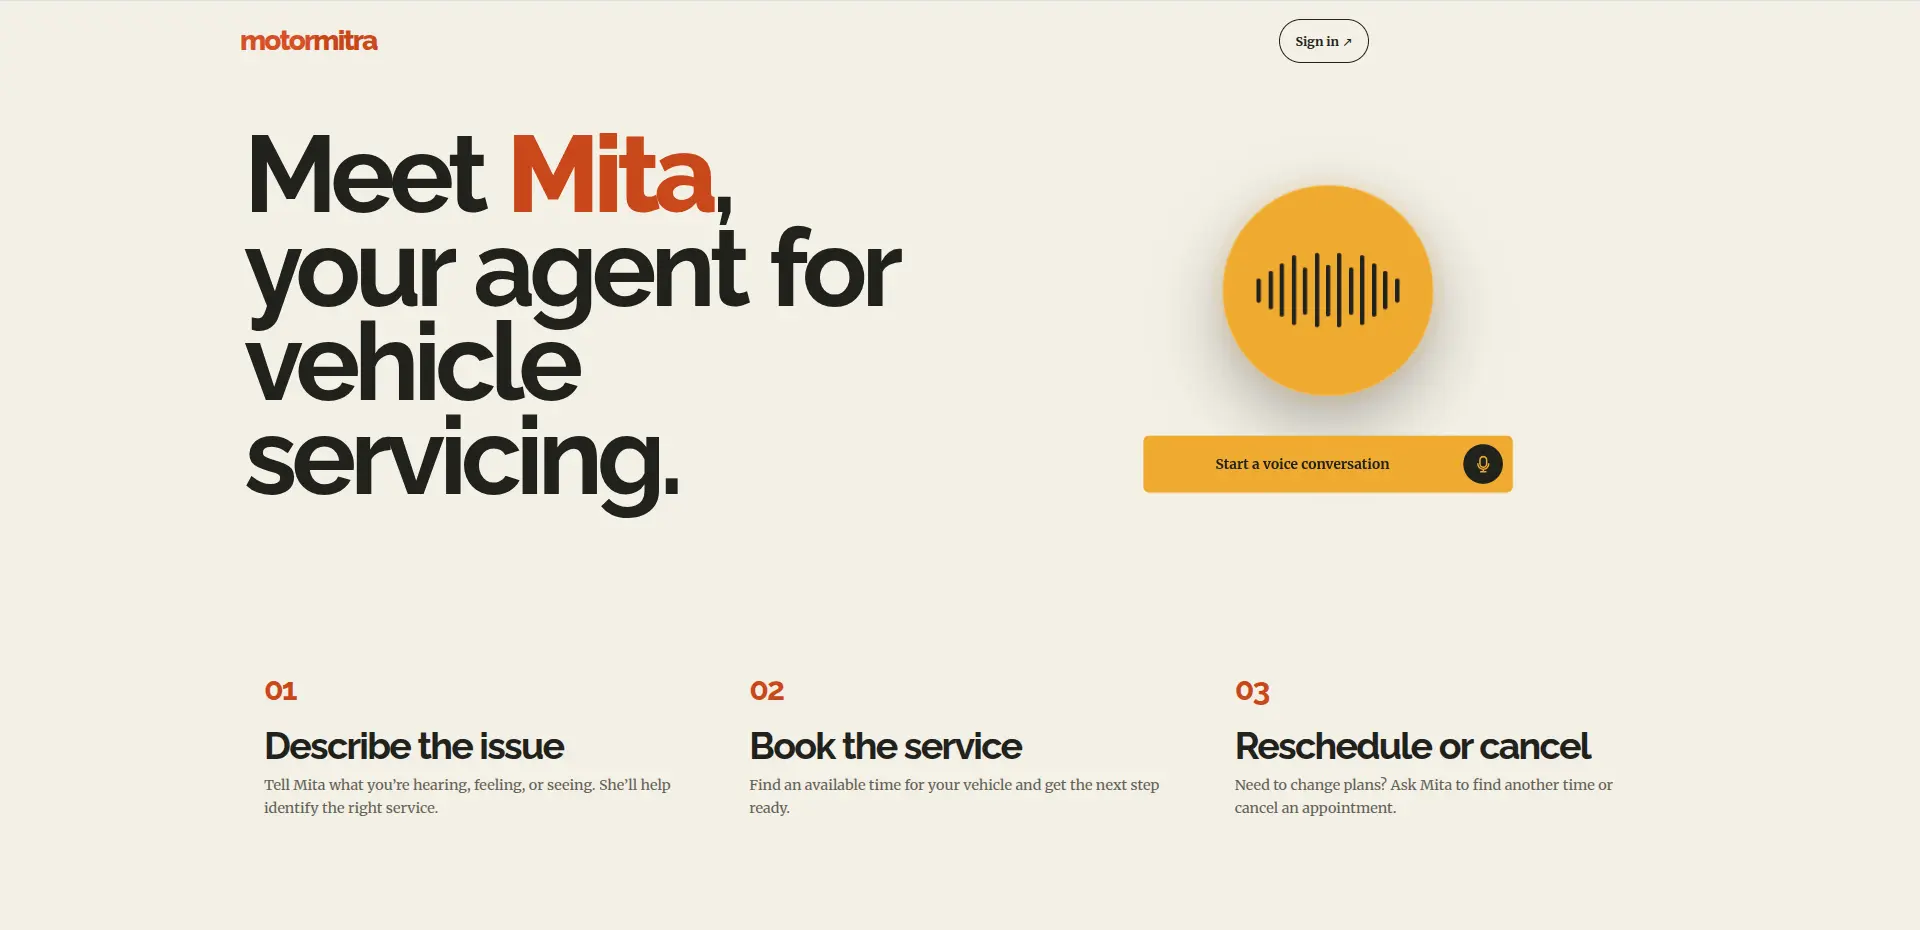 motormitra
Sign in ↗
Meet Mita,
your agent for
vehicle
servicing.
Start a voice conversation
01
Describe the issue
Tell Mita what you’re hearing, feeling, or seeing. She’ll help
identify the right service.
02
Book the service
Find an available time for your vehicle and get the next step
ready.
03
Reschedule or cancel
Need to change plans? Ask Mita to find another time or
cancel an appointment.